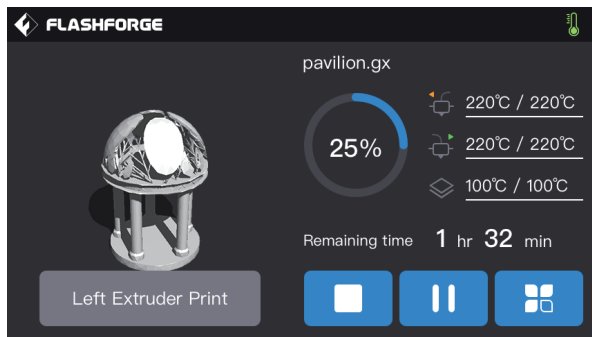 FLASHFORGE
pavilion.gx
25%
220℃ / 220℃
220℃ / 220℃
100℃ / 100℃
Remaining time 1 hr 32 min
Left Extruder Print